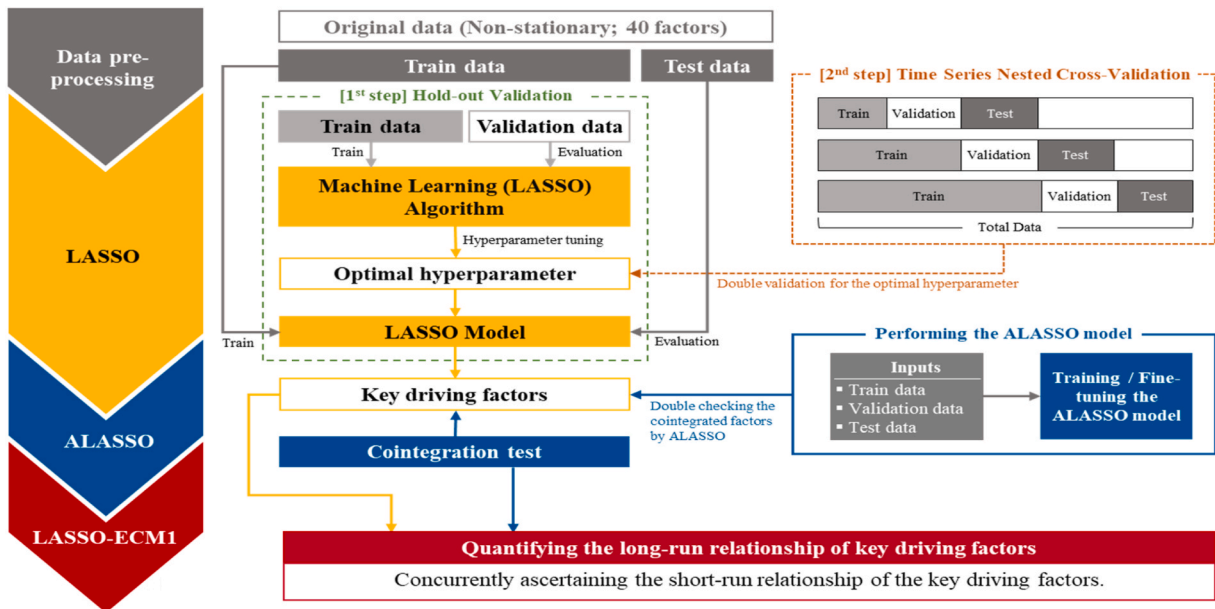 Data pre-
processing
LASSO
ALASSO
LASSO-ECM1
Original data (Non-stationary; 40 factors)
Train data
Test data
[1st step] Hold-out Validation
Train data
Validation data
Train
Evaluation
Machine Learning (LASSO)
Algorithm
Hyperparameter tuning
Optimal hyperparameter
LASSO Model
Train
Evaluation
Key driving factors
Cointegration test
[2nd step] Time Series Nested Cross-Validation
Train
Validation
Test
Train
Validation
Test
Train
Validation
Test
Total Data
Double validation for the optimal hyperparameter
Performing the ALASSO model
Inputs
▪ Train data
▪ Validation data
▪ Test data
Training / Fine-
tuning the
ALASSO model
Double checking the
cointegrated factors
by ALASSO
Quantifying the long-run relationship of key driving factors
Concurrently ascertaining the short-run relationship of the key driving factors.